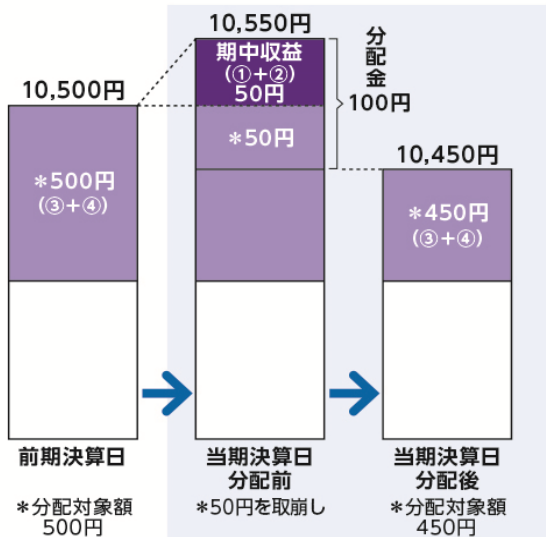 10,500円
*500円
(③+④)
前期決算日
*分配対象額
500円
10,550円
期中収益
(①+②)
50円
*50円
分配金
100円
当期決算日
分配前
*50円を取崩し
10,450円
*450円
(③+④)
当期決算日
分配後
*分配対象額
450円